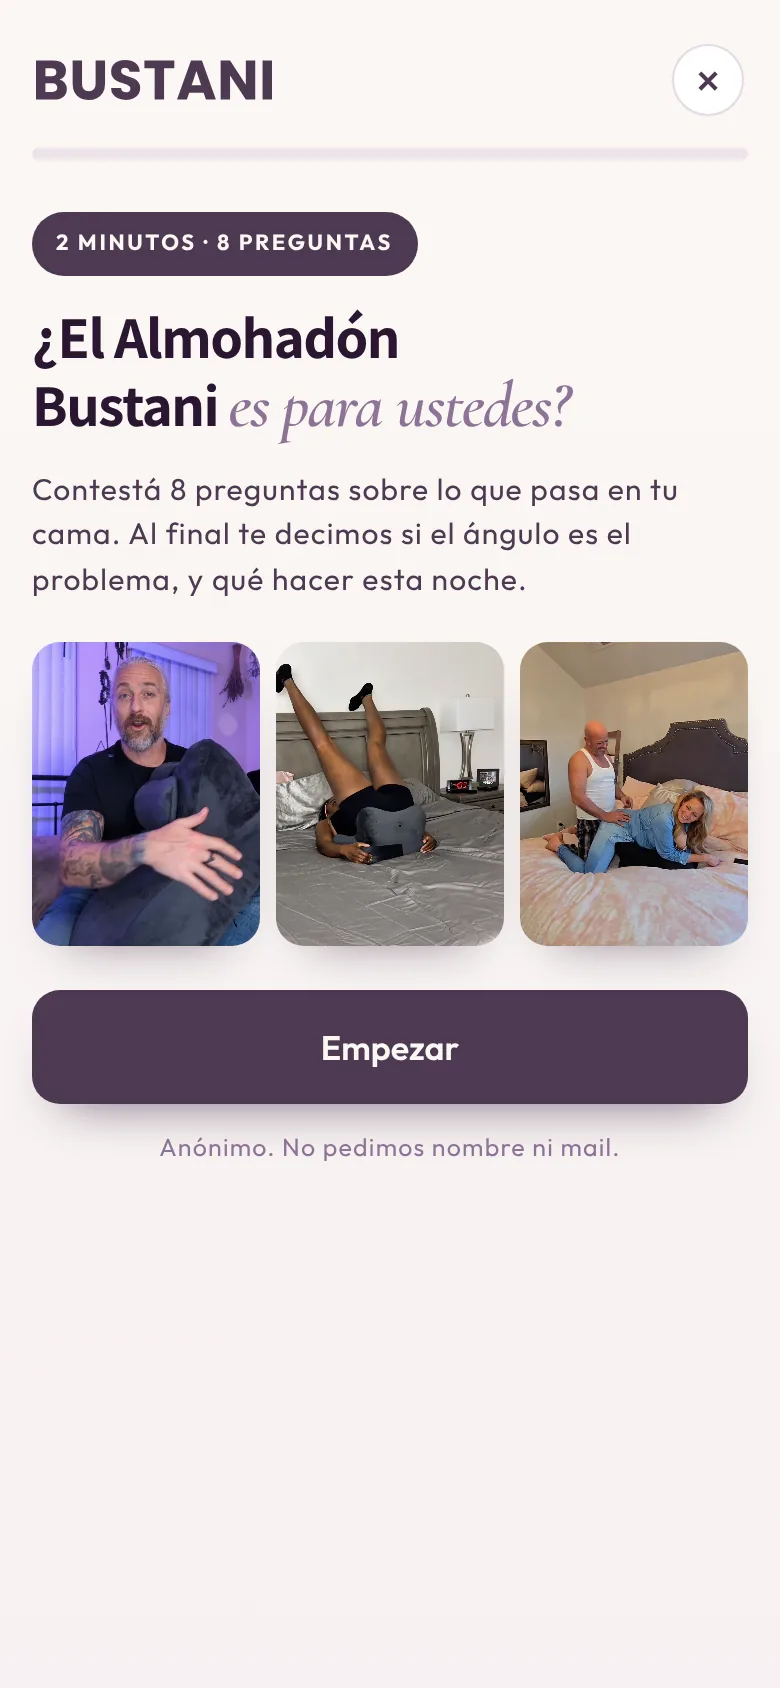 BUSTANI
2 MINUTOS · 8 PREGUNTAS
¿El Almohadón
Bustani es para ustedes?
Contestá 8 preguntas sobre lo que pasa en tu
cama. Al final te decimos si el ángulo es el
problema, y qué hacer esta noche.
Empezar
Anónimo. No pedimos nombre ni mail.